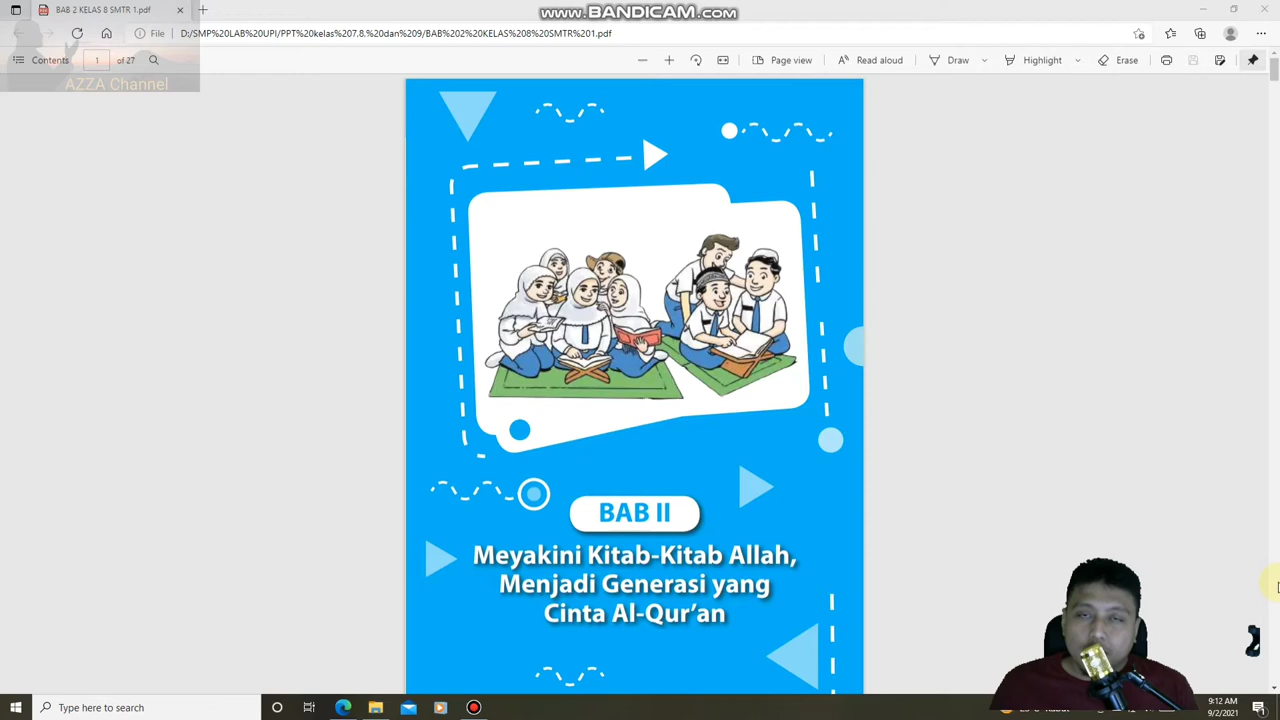 BAB 2 KELAS 8 SMTR 1.pdf
www.BANDICAM.com
File
D/SMP%20LAB%20UPI/PPT%20kelas%207.8.%20dan%209/BAB%202%20KELAS%208%20SMTR%201.pdf
Contents 1 of 27
Page view
Read aloud
Draw
Highlight
Erase
AZZA Channel
BAB II
Meyakini Kitab-Kitab Allah,
Menjadi Generasi yang
Cinta Al-Qur'an
Type here to search
9:12 AM
9/2/2021
1